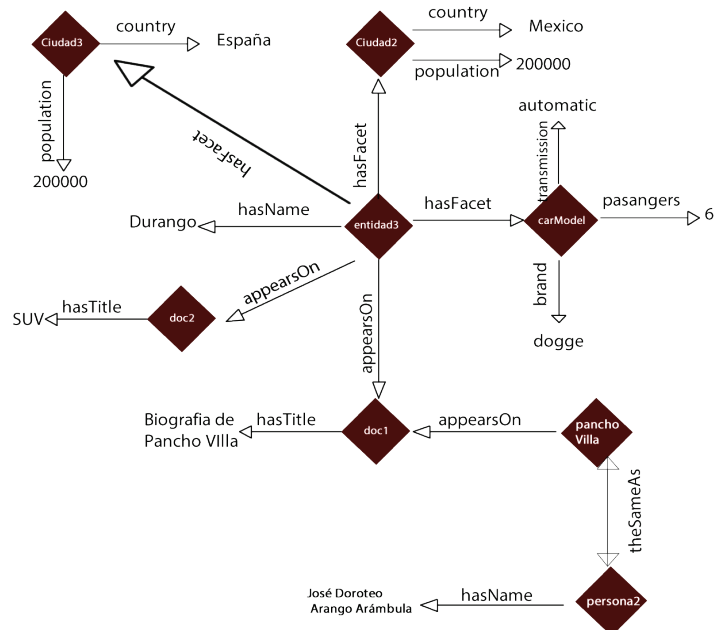 country
country
Ciudad3
España
Ciudad2
Mexico
population
200000
population
200000
automatic
transmission
hasFacet
hasFacet
hasName
Durango
entidad3
hasFacet
carModel
pasangers
6
brand
dogge
appearsOn
hasTitle
SUV
doc2
appearsOn
Biografia de
Pancho VIlla
hasTitle
doc1
appearsOn
pancho
Villa
theSameAs
José Doroteo
Arango Arámbula
hasName
persona2